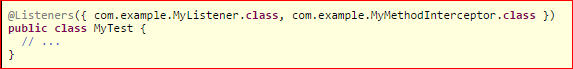 @Listeners({ com.example.MyListener.class, com.example.MyMethodInterceptor.class })
public class MyTest {
  // ...
}